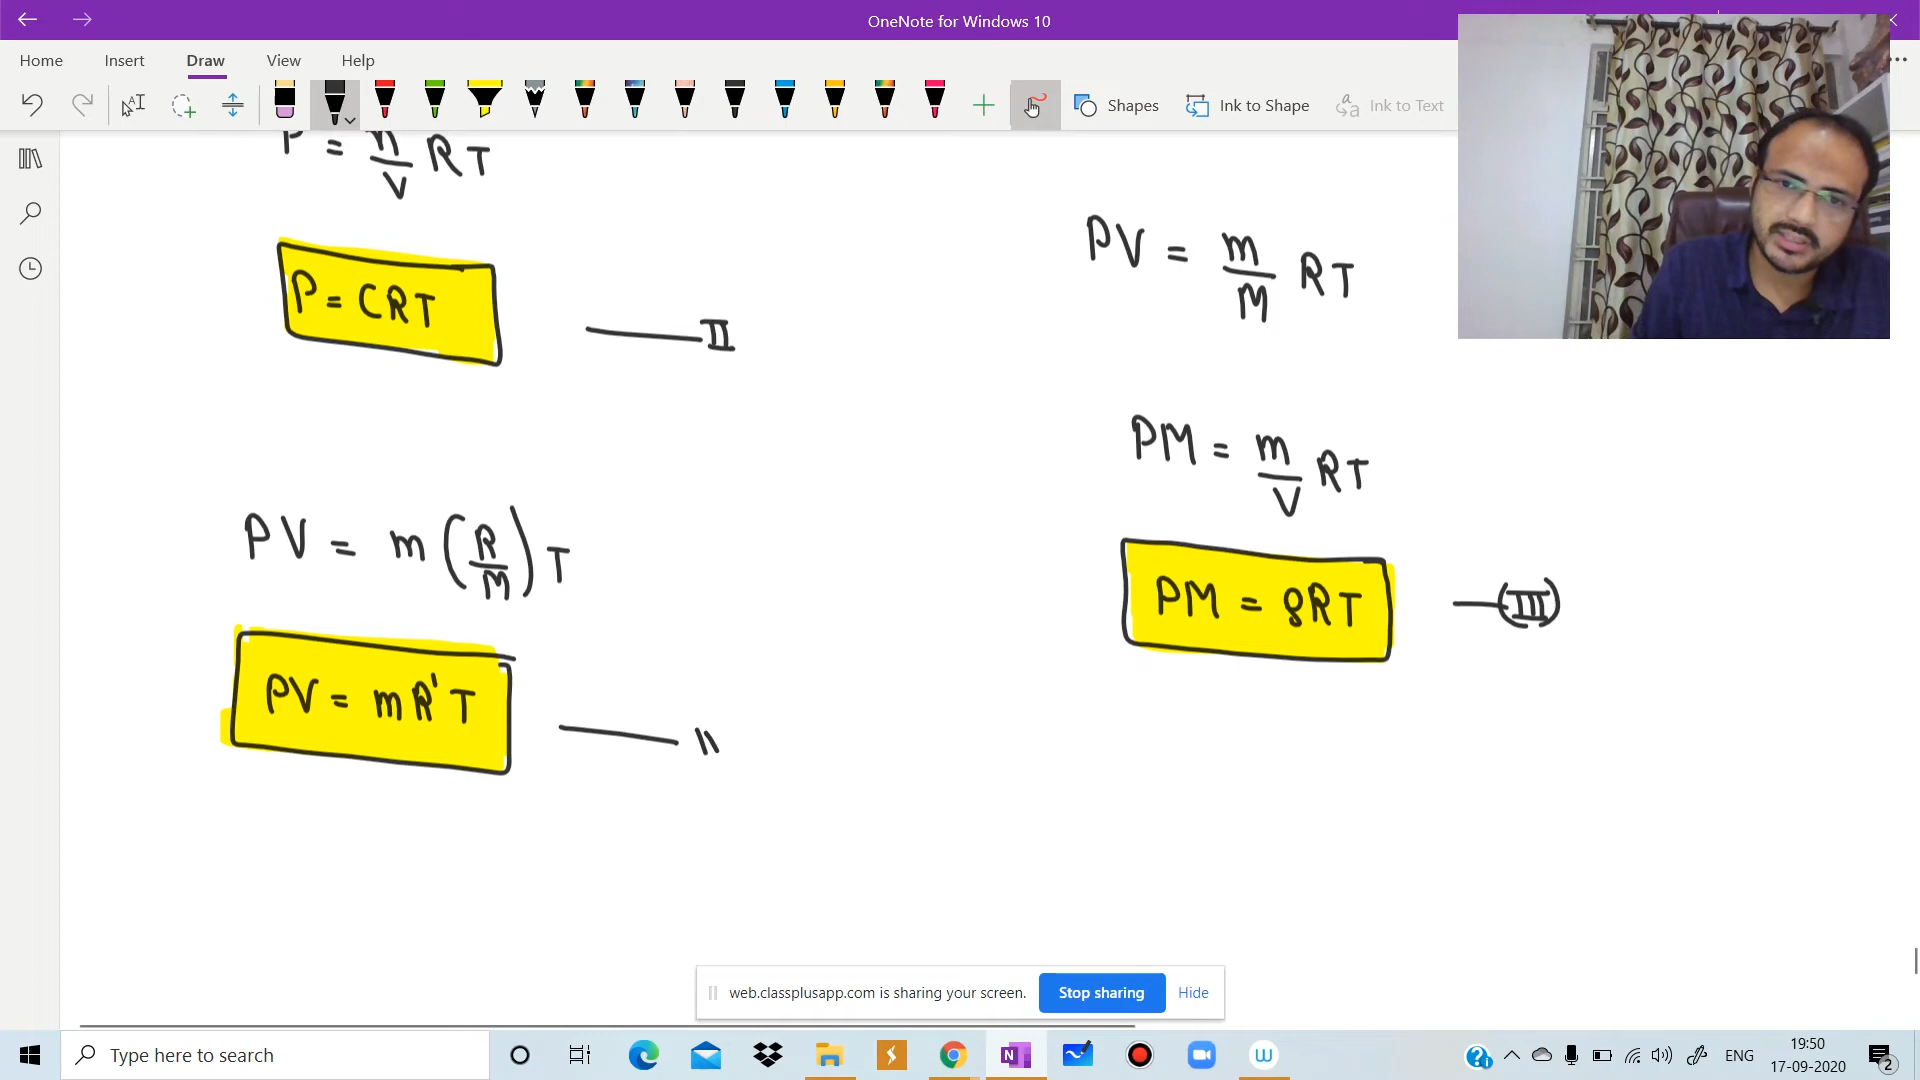 OneNote for Windows 10
Home Insert Draw View Help
Shapes Ink to Shape Ink to Text
P = n/V RT
P = CRT — II
PV = m (R/M) T
PV = mR' T
PV = m/M RT
PM = m/V RT
PM = ρRT — (III)
web.classplusapp.com is sharing your screen. Stop sharing Hide
Type here to search
ENG
19:50
17-09-2020
2